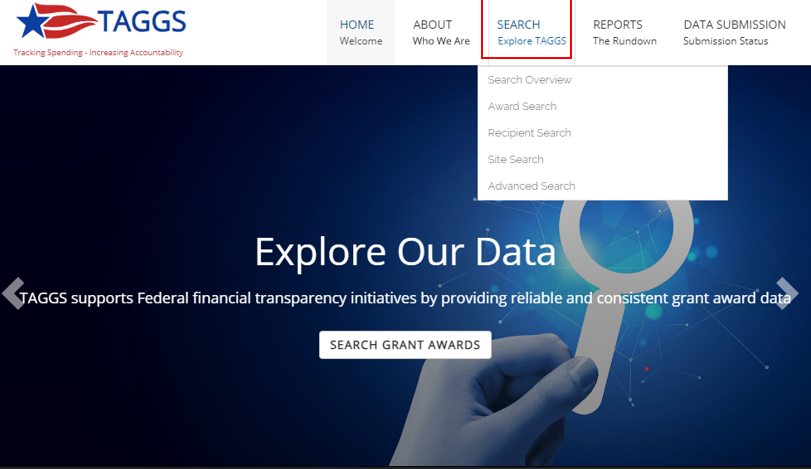 TAGGS
Tracking Spending - Increasing Accountability
HOME
Welcome
ABOUT
Who We Are
SEARCH
Explore TAGGS
REPORTS
The Rundown
DATA SUBMISSION
Submission Status
Search Overview
Award Search
Recipient Search
Site Search
Advanced Search
Explore Our Data
TAGGS supports Federal financial transparency initiatives by providing reliable and consistent grant award data
SEARCH GRANT AWARDS